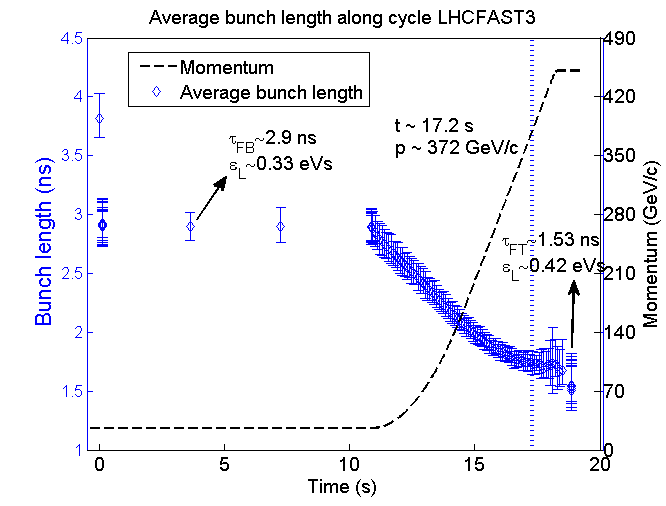 Average bunch length along cycle LHCFAST3
4.5
4
3.5
3
2.5
2
1.5
1
Bunch length (ns)
Momentum
Average bunch length
τFB~2.9 ns
εL~0.33 eVs
t ~ 17.2 s
p ~ 372 GeV/c
τFT~1.53 ns
εL~0.42 eVs
490
420
350
280
210
140
70
0
Momentum (GeV/c)
0 5 10 15 20
Time (s)